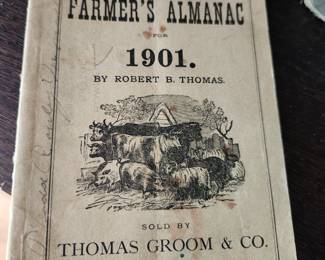 FARMER'S ALMANAC
FOR
1901.
BY ROBERT B. THOMAS.
SOLD BY
THOMAS GROOM & CO.